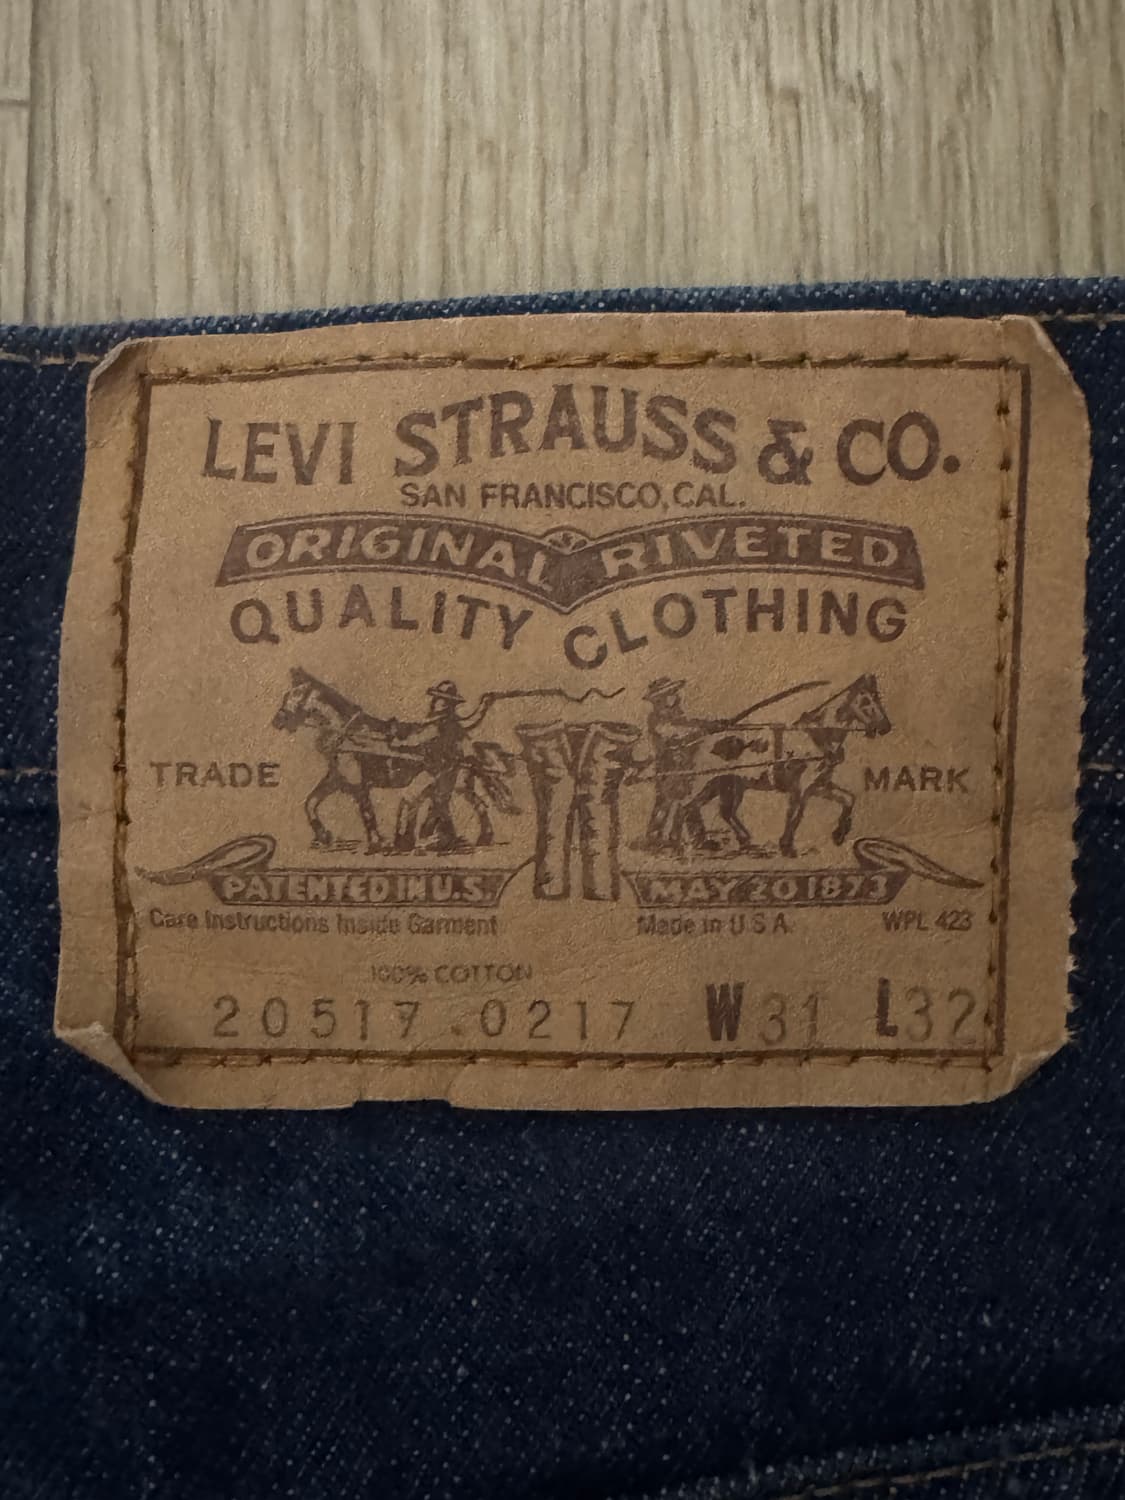 LEVI STRAUSS & CO.
SAN FRANCISCO, CAL.
ORIGINAL RIVETED
QUALITY CLOTHING
TRADE MARK
PATENTED IN U.S. MAY 20 1873
Care Instructions Inside Garment Made in U.S.A. WPL 423
100% COTTON
20517.0217 W31 L32